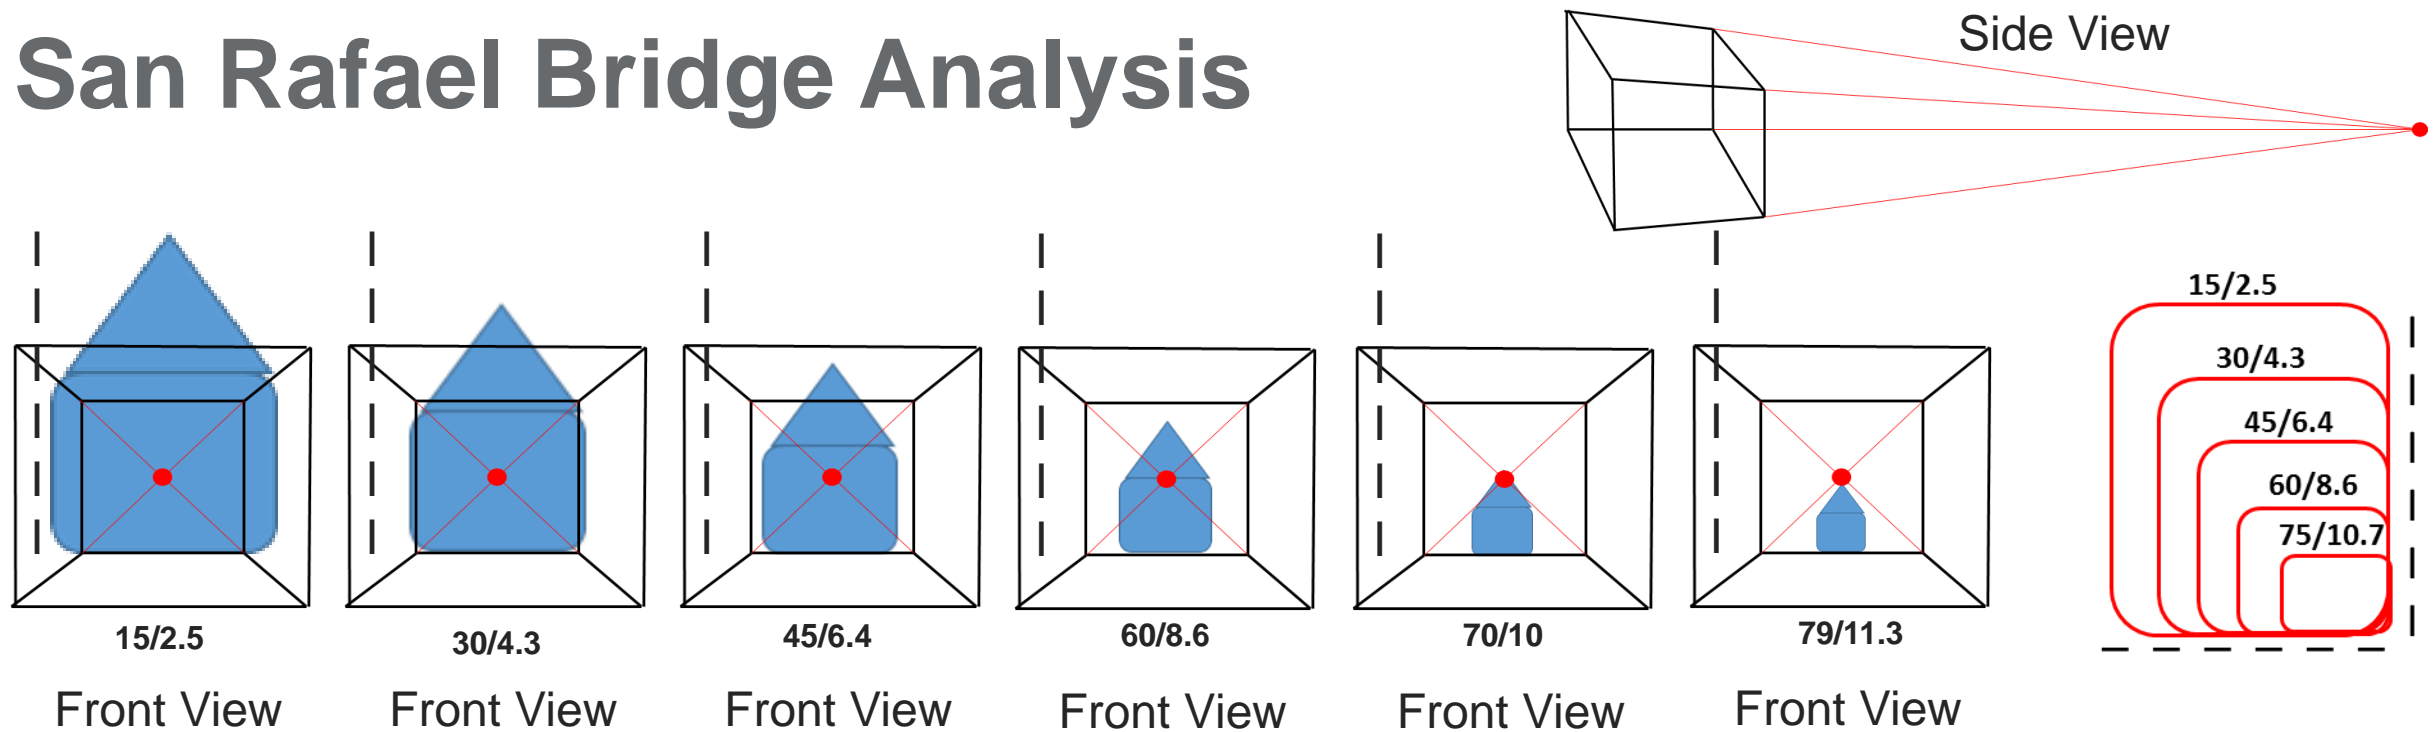 San Rafael Bridge Analysis
Side View
15/2.5
30/4.3
45/6.4
60/8.6
70/10
79/11.3
Front View
Front View
Front View
Front View
Front View
Front View
15/2.5
30/4.3
45/6.4
60/8.6
75/10.7